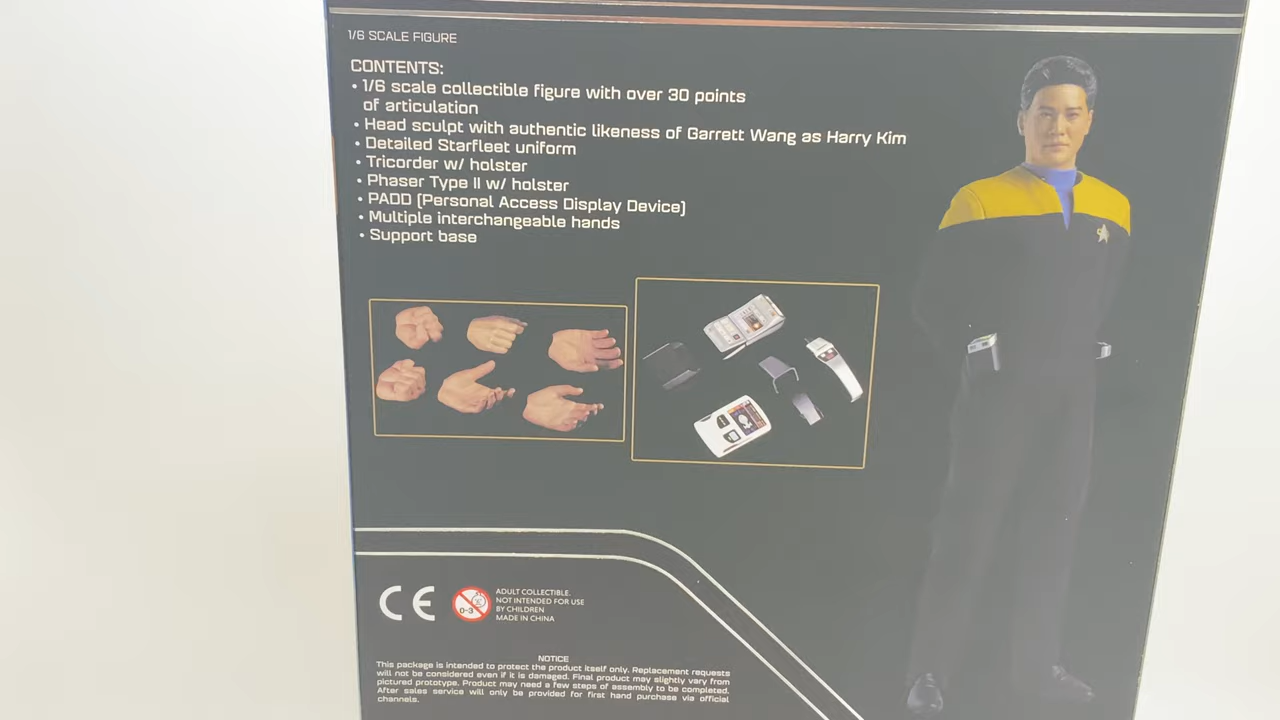 1/6 SCALE FIGURE
CONTENTS:
• 1/6 scale collectible figure with over 30 points
of articulation
• Head sculpt with authentic likeness of Garrett Wang as Harry Kim
• Detailed Starfleet uniform
• Tricorder w/ holster
• Phaser Type II w/ holster
• PADD (Personal Access Display Device)
• Multiple interchangeable hands
• Support base
CE
0-3
ADULT COLLECTIBLE.
NOT INTENDED FOR USE
BY CHILDREN
MADE IN CHINA
NOTICE
This package is intended to protect the product itself only. Replacement requests
will not be considered even if it is damaged. Final product may slightly vary from
pictured prototype. Product may need a few steps of assembly to be completed.
After sales service will only be provided for first hand purchase via official
channels.